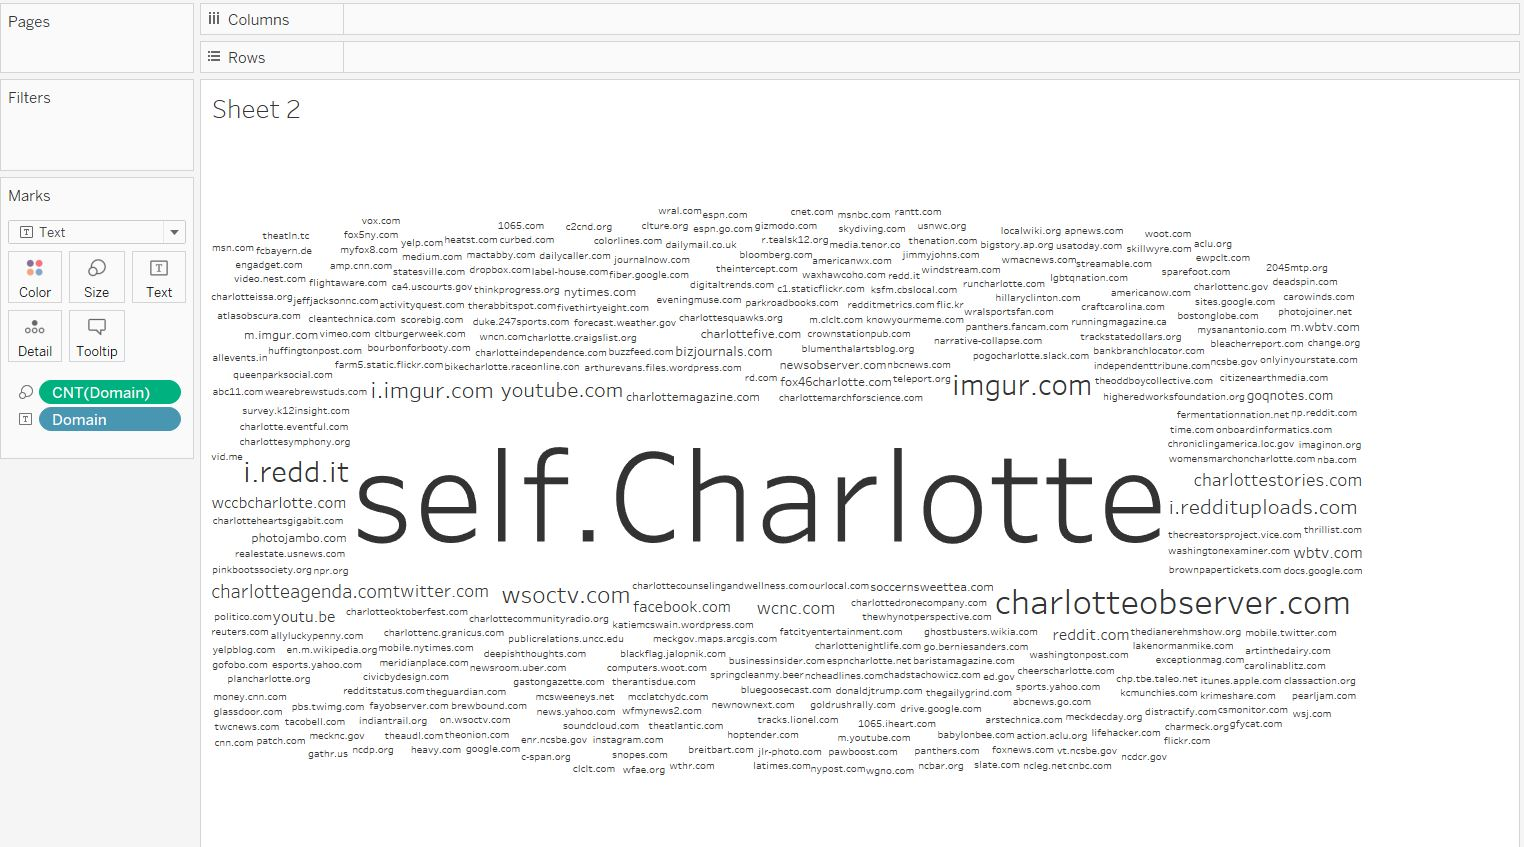 Pages
Columns
Rows
Filters
Sheet 2
Marks
Text
Color Size Text
Detail Tooltip
CNT(Domain)
Domain
wral.com espn.com cnet.com msnbc.com rantt.com
vox.com 1065.com c2cnd.org clture.org espn.go.com gizmodo.com skydiving.com usnwc.org
theatln.tc fox5ny.com yelp.com heatst.com curbed.com colorlines.com dailymail.co.uk r.tealsk12.org media.tenor.co thenation.com localwiki.org apnews.com woot.com
msn.com fcbayern.de myfox8.com medium.com mactabby.com dailycaller.com journalnow.com bloomberg.com americanwx.com jimmyjohns.com bigstory.ap.org usatoday.com skillwyre.com aclu.org
engadget.com amp.cnn.com statesville.com dropbox.com label-house.com fiber.google.com theintercept.com waxhawcoho.com redd.it windstream.com wmacnews.com streamable.com ewpclt.com
video.nest.com flightaware.com ca4.uscourts.gov thinkprogress.org nytimes.com digitaltrends.com c1.staticflickr.com ksfm.cbslocal.com runcharlotte.com lgbtqnation.com sparefoot.com 2045mtp.org
charlotteissa.org jeffjacksonnc.com activityquest.com therabbitspot.com fivethirtyeight.com eveningmuse.com parkroadbooks.com redditmetrics.com flic.kr hillaryclinton.com americanow.com charlottenc.gov deadspin.com
atlasobscura.com cleantechnica.com scorebig.com duke.247sports.com forecast.weather.gov charlottesquawks.org m.clclt.com knowyourmeme.com wralsportsfan.com craftcarolina.com sites.google.com carowinds.com
m.imgur.com vimeo.com cltburgerweek.com wncn.com charlotte.craigslist.org charlottefive.com crownstationpub.com panthers.fancam.com runningmagazine.ca bostonglobe.com photojoiner.net
huffingtonpost.com bourbonforbooty.com charlotteindependence.com buzzfeed.com bizjournals.com blumenthalartsblog.org narrative-collapse.com trackstatedollars.org mysanantonio.com m.wbtv.com
allevents.in farm5.static.flickr.com bikecharlotte.raceonline.con arthurevans.files.wordpress.com newsobserver.com nbcnews.com pogocharlotte.slack.com bankbranchlocator.com bleacherreport.com change.org
queenparksocial.com rd.com fox46charlotte.com teleport.org independenttribune.com ncsbe.gov onlyinyourstate.com
abc11.com wearebrewstuds.com i.imgur.com youtube.com charlottemagazine.com charlottemarchforscience.com imgur.com theoddboycollective.com citizenearthmedia.com
higheredworksfoundation.org goqnotes.com
survey.k12insight.com fermentationnation.net np.reddit.com
charlotte.eventful.com time.com onboardinformatics.com
charlottesymphony.org chroniclingamerica.loc.gov imaginon.org
vid.me womensmarchoncharlotte.com nba.com
i.redd.it self.Charlotte charlottestories.com
wccbcharlotte.com i.reddituploads.com
charlotteheartsgigabit.com thrillist.com
photojambo.com thecreatorsproject.vice.com
realestate.usnews.com washingtonexaminer.com wbtv.com
pinkbootssociety.org npr.org brownpapertickets.com docs.google.com
charlotteagenda.com twitter.com wsoctv.com charlottecounselingandwellness.com ourlocal.com soccernsweettea.com
politico.com youtu.be charlotteoktoberfest.com facebook.com wcnc.com charlottedronecompany.com charlotteobserver.com
charlottecommunityradio.org katiemcswain.wordpress.com thewhynotperspective.com
reuters.com allyluckypenny.com charlottenc.granicus.com publicrelations.uncc.edu meckgov.maps.arcgis.com fatcityentertainment.com ghostbusters.wikia.com reddit.com thedianerehmshow.org mobile.twitter.com
yelpblog.com en.m.wikipedia.org mobile.nytimes.com deepishthoughts.com blackflag.jalopnik.com charlottenightlife.com go.berniesanders.com washingtonpost.com lakenormanmike.com artinthedairy.com
gofobo.com esports.yahoo.com meridianplace.com newsroom.uber.com computers.woot.com businessinsider.com espncharlotte.net baristamagazine.com exceptionmag.com carolinablitz.com
plancharlotte.org civicbydesign.com gastongazette.com therantisdue.com springcleanmy.beer ncheadlines.com chadstachowicz.com ed.gov cheerscharlotte.com chp.tbe.taleo.net itunes.apple.com classaction.org
money.cnn.com redditstatus.com theguardian.com mcsweeneys.net mcclatchydc.com bluegoosecast.com donaldjtrump.com thegailygrind.com sports.yahoo.com kcmunchies.com krimeshare.com pearljam.com
glassdoor.com pbs.twimg.com fayobserver.com brewbound.com news.yahoo.com wfmynews2.com newnownext.com goldrushrally.com drive.google.com abcnews.go.com distractify.com csmonitor.com wsj.com
twcnews.com tacobell.com indiantrail.org on.wsoctv.com soundcloud.com theatlantic.com tracks.lionel.com 1065.iheart.com arstechnica.com meckdecday.org charmeck.org gfycat.com
cnn.com patch.com mecknc.gov theaudl.com theonion.com enr.ncsbe.gov instagram.com hoptender.com m.youtube.com babylonbee.com action.aclu.org lifehacker.com flickr.com
gathr.us ncdp.org heavy.com google.com c-span.org snopes.com breitbart.com jlr-photo.com pawboost.com panthers.com foxnews.com vt.ncsbe.gov ncdcr.gov
clclt.com wfae.org wthr.com latimes.com nypost.com wgno.com ncbar.org slate.com ncleg.net cnbc.com